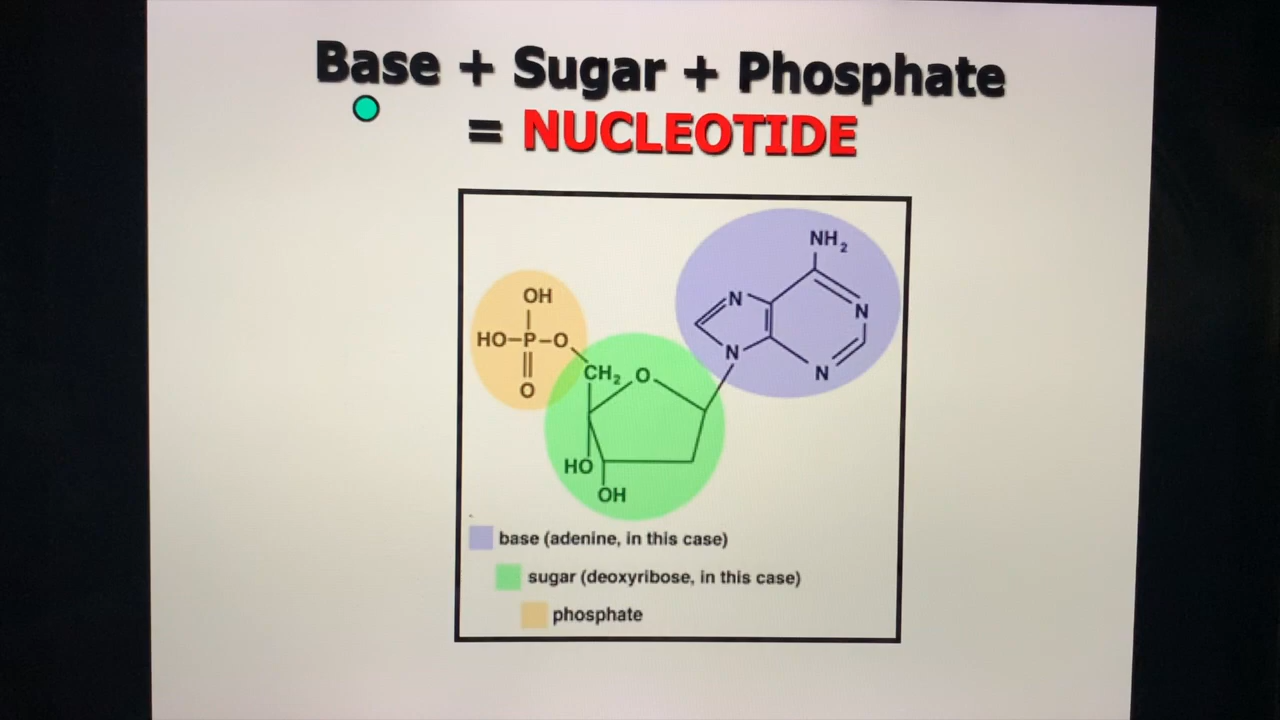 Base + Sugar + Phosphate
= NUCLEOTIDE
NH2
N
N
N
N
OH
HO–P–O
O
CH2 O
HO
OH
base (adenine, in this case)
sugar (deoxyribose, in this case)
phosphate